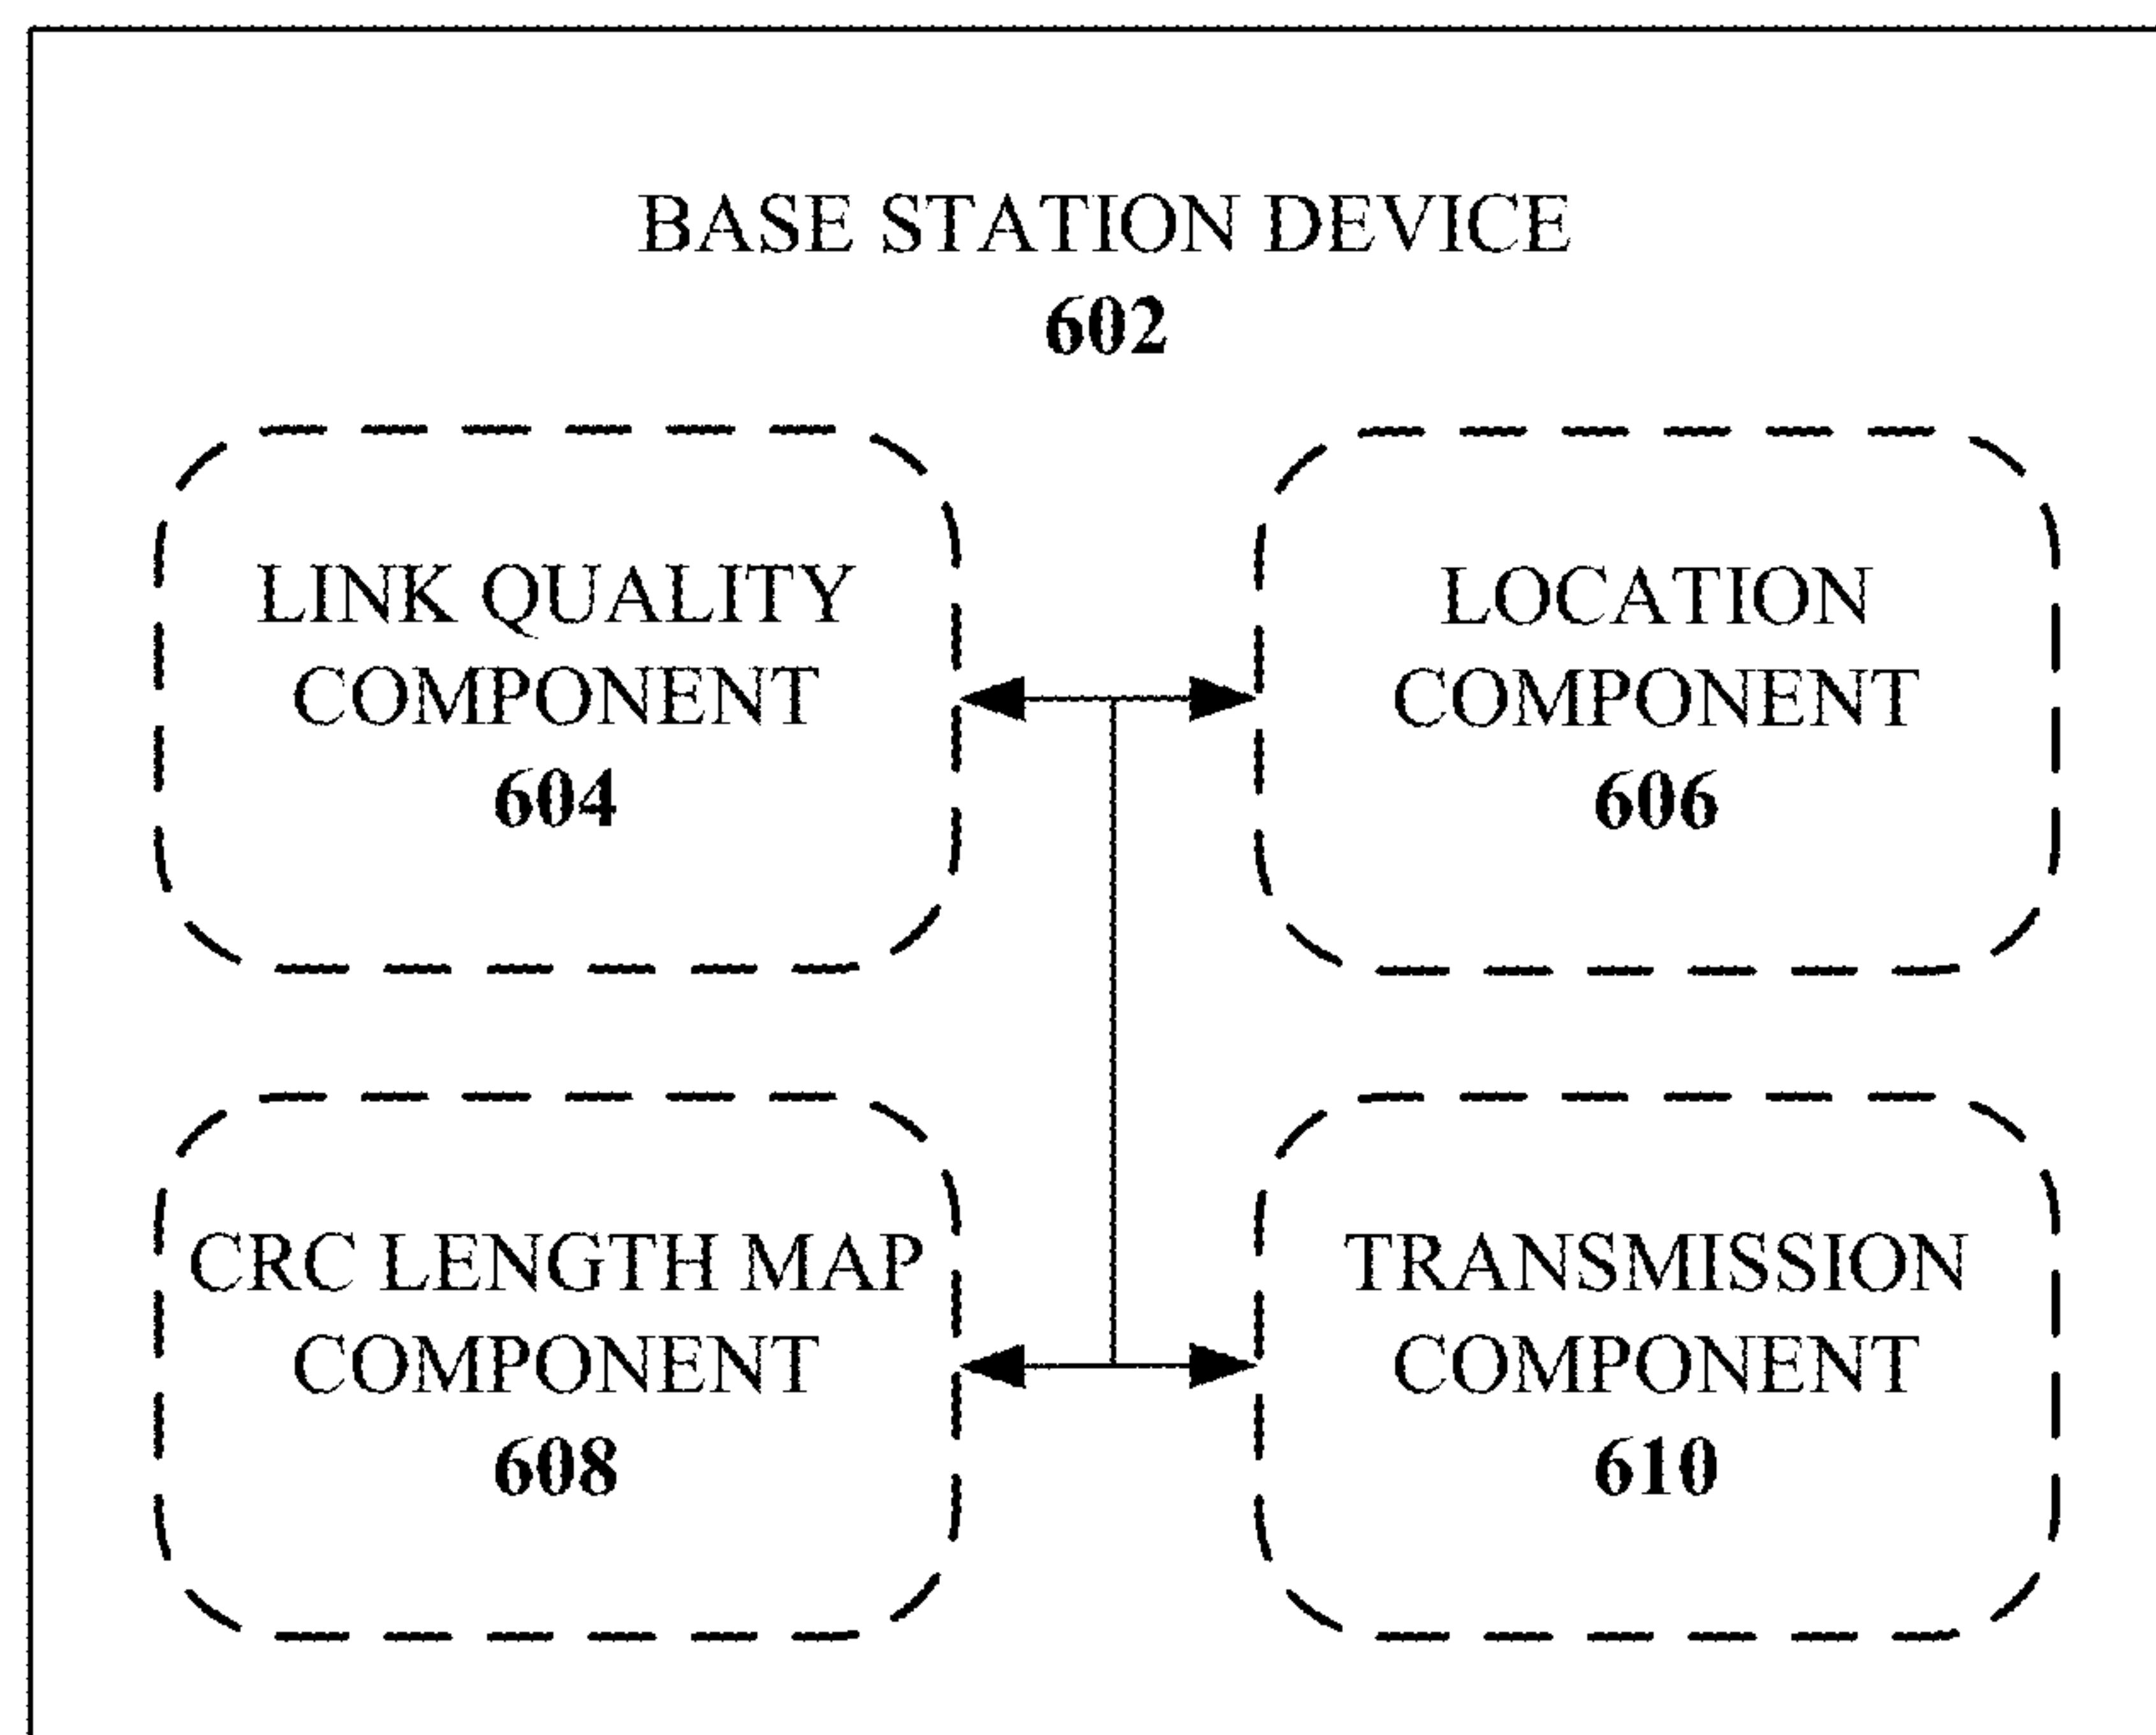 BASE STATION DEVICE
602
LINK QUALITY
COMPONENT
604
LOCATION
COMPONENT
606
CRC LENGTH MAP
COMPONENT
608
TRANSMISSION
COMPONENT
610